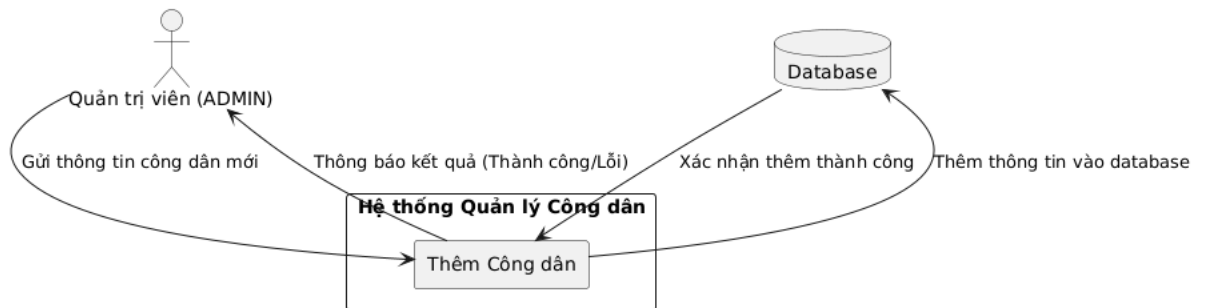 Database
Quản trị viên (ADMIN)
Gửi thông tin công dân mới
Thông báo kết quả (Thành công/Lỗi)
Xác nhận thêm thành công
Thêm thông tin vào database
Hệ thống Quản lý Công dân
Thêm Công dân